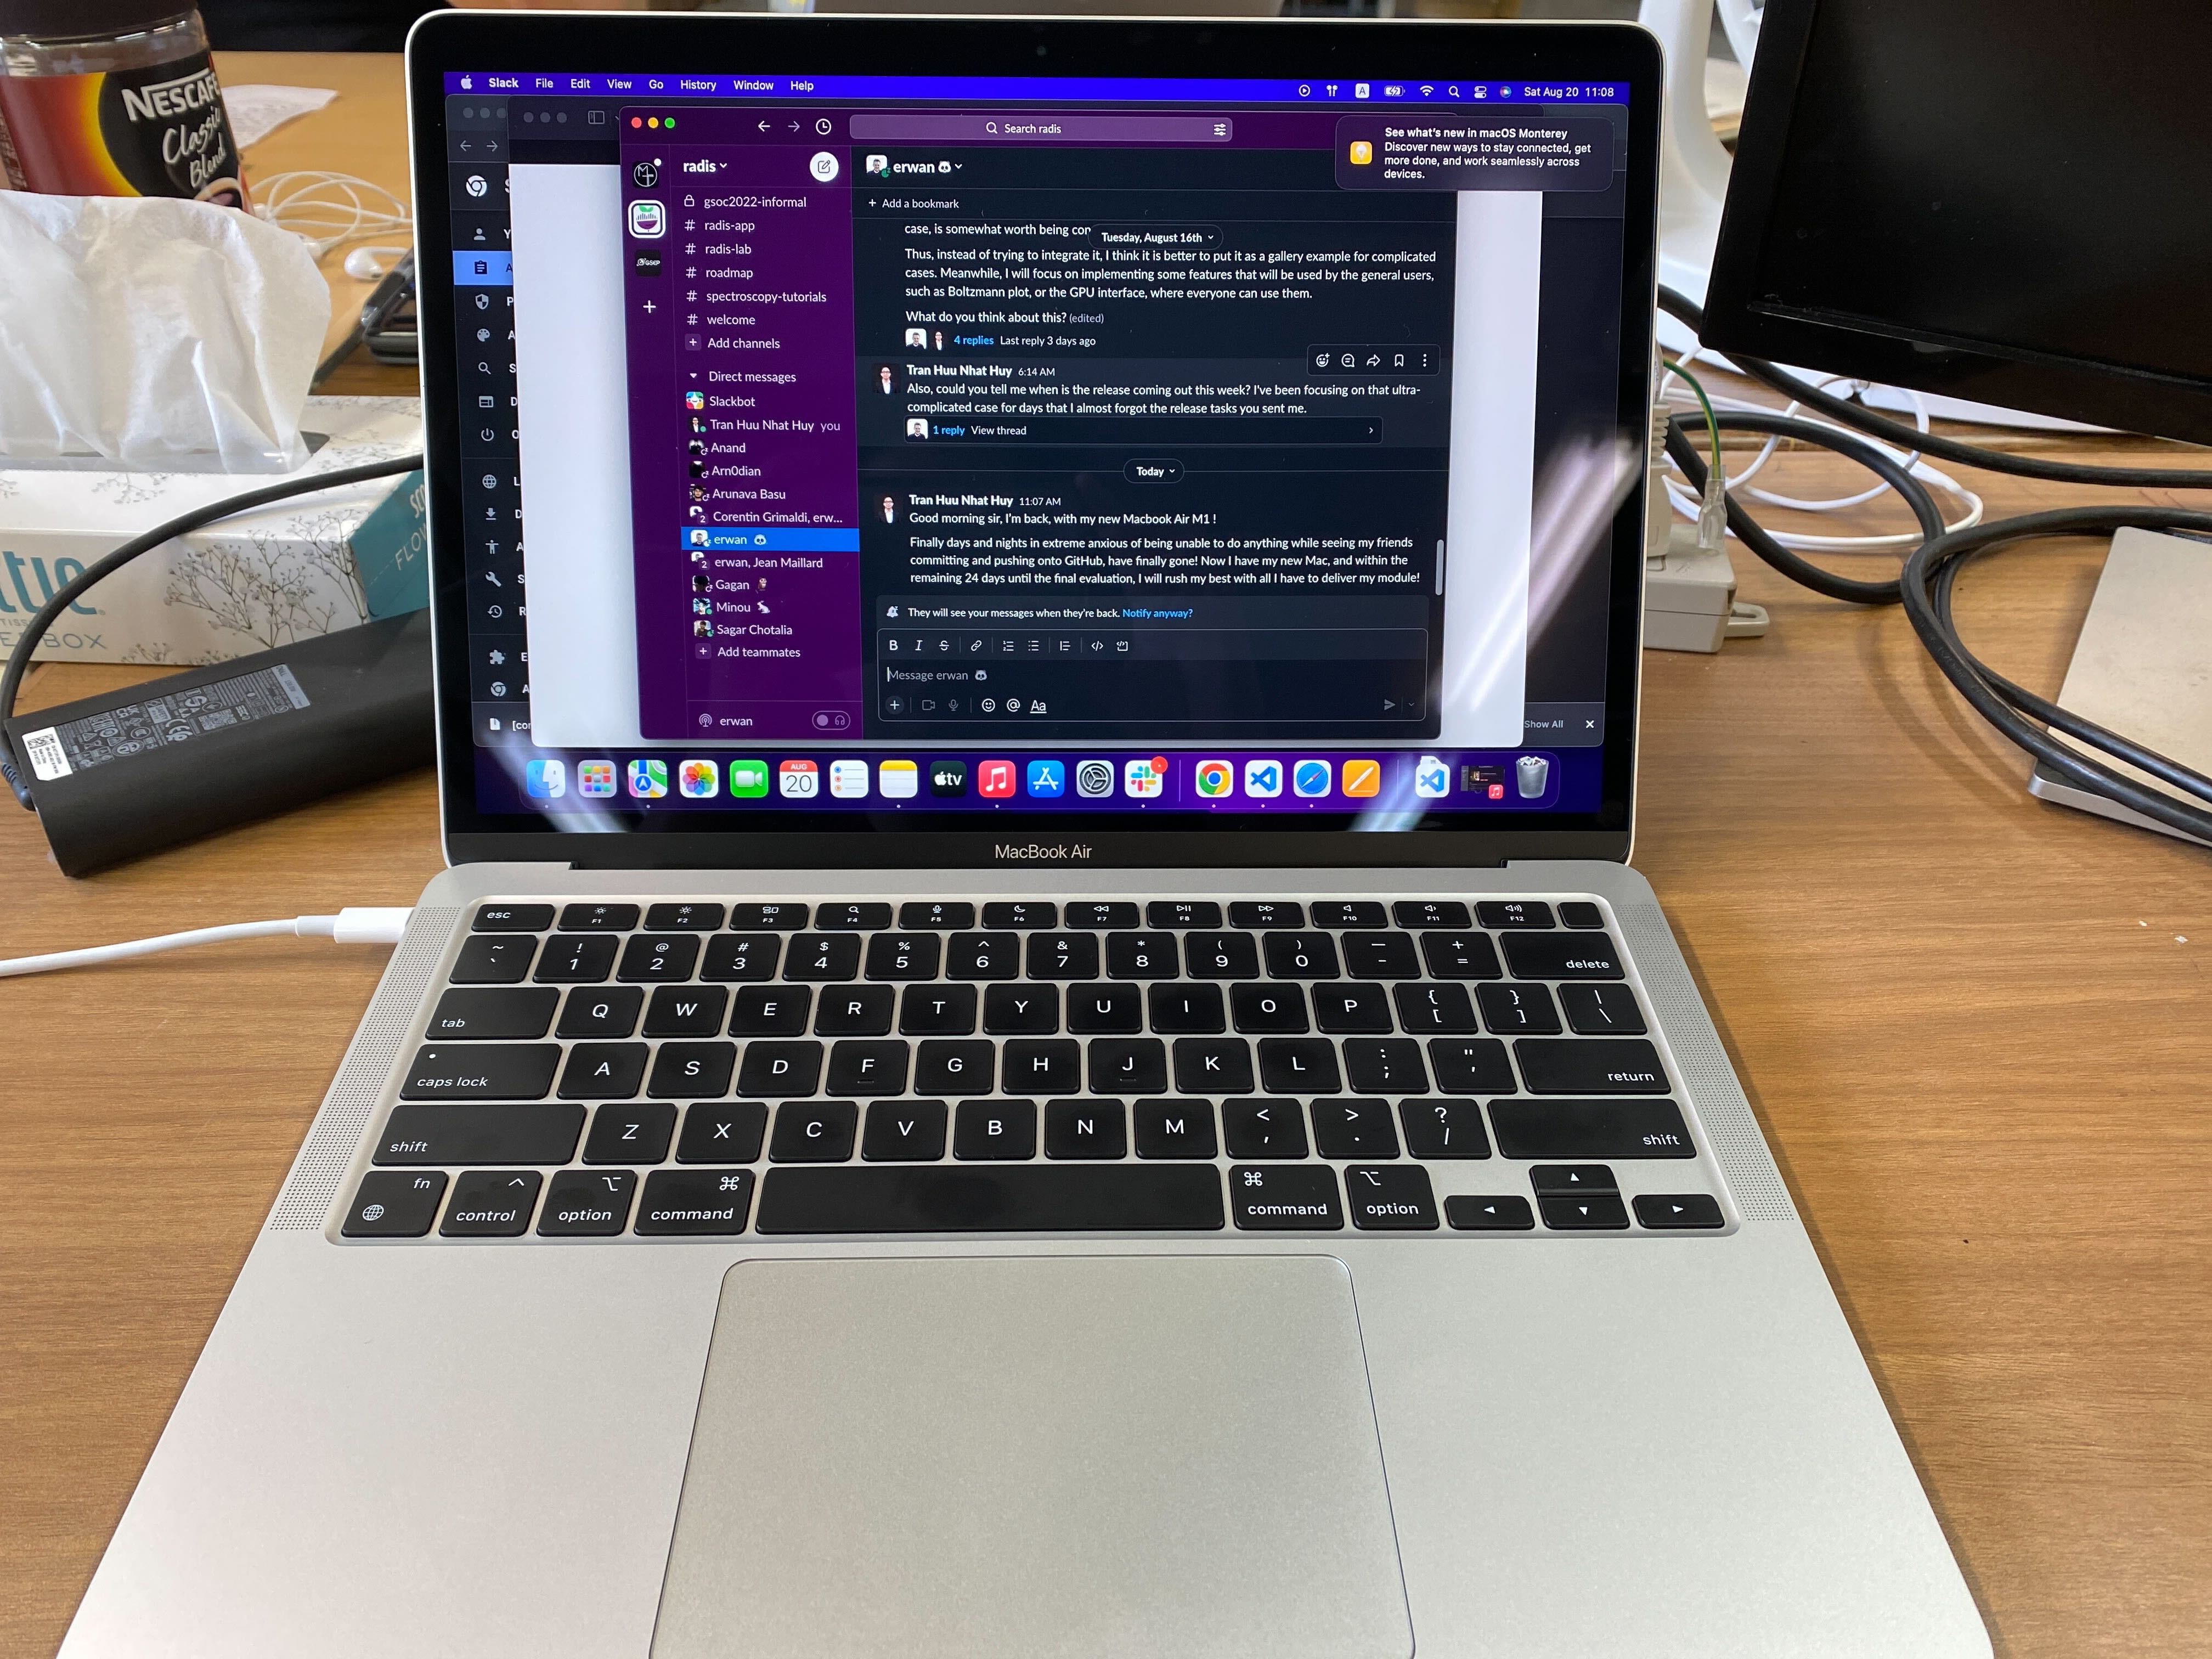 NESCAFÉ
Classic
Blend
Slack File Edit View Go History Window Help
A
Sat Aug 20 11:08
Search radis
See what's new in macOS Monterey
Discover new ways to stay connected, get
more done, and work seamlessly across
devices.
radis
gsoc2022-informal
# radis-app
# radis-lab
# roadmap
# spectroscopy-tutorials
# welcome
+ Add channels
Direct messages
Slackbot
Tran Huu Nhat Huy you
Anand
Arn0dian
Arunava Basu
2 Corentin Grimaldi, erw...
erwan
2 erwan, Jean Maillard
Gagan
Minou
Sagar Chotalia
+ Add teammates
erwan
erwan
+ Add a bookmark
case, is somewhat worth being con
Tuesday, August 16th
Thus, instead of trying to integrate it, I think it is better to put it as a gallery example for complicated
cases. Meanwhile, I will focus on implementing some features that will be used by the general users,
such as Boltzmann plot, or the GPU interface, where everyone can use them.
What do you think about this? (edited)
4 replies Last reply 3 days ago
Tran Huu Nhat Huy 6:14 AM
Also, could you tell me when is the release coming out this week? I've been focusing on that ultra-
complicated case for days that I almost forgot the release tasks you sent me.
1 reply View thread
Today
Tran Huu Nhat Huy 11:07 AM
Good morning sir, I'm back, with my new Macbook Air M1 !
Finally days and nights in extreme anxious of being unable to do anything while seeing my friends
committing and pushing onto GitHub, have finally gone! Now I have my new Mac, and within the
remaining 24 days until the final evaluation, I will rush my best with all I have to deliver my module!
They will see your messages when they're back. Notify anyway?
B I S
Message erwan
+ @ Aa
Show All
AUG
20
tv
MacBook Air
esc F1 F2 F3 F4 F5 F6 F7 F8 F9 F10 F11 F12
~ ! @ # $ % ^ & * ( ) — +
` 1 2 3 4 5 6 7 8 9 0 - = delete
tab Q W E R T Y U I O P { [ } ] | \
caps lock A S D F G H J K L : ; " ' return
shift Z X C V B N M < , > . ? / shift
fn control option command command option